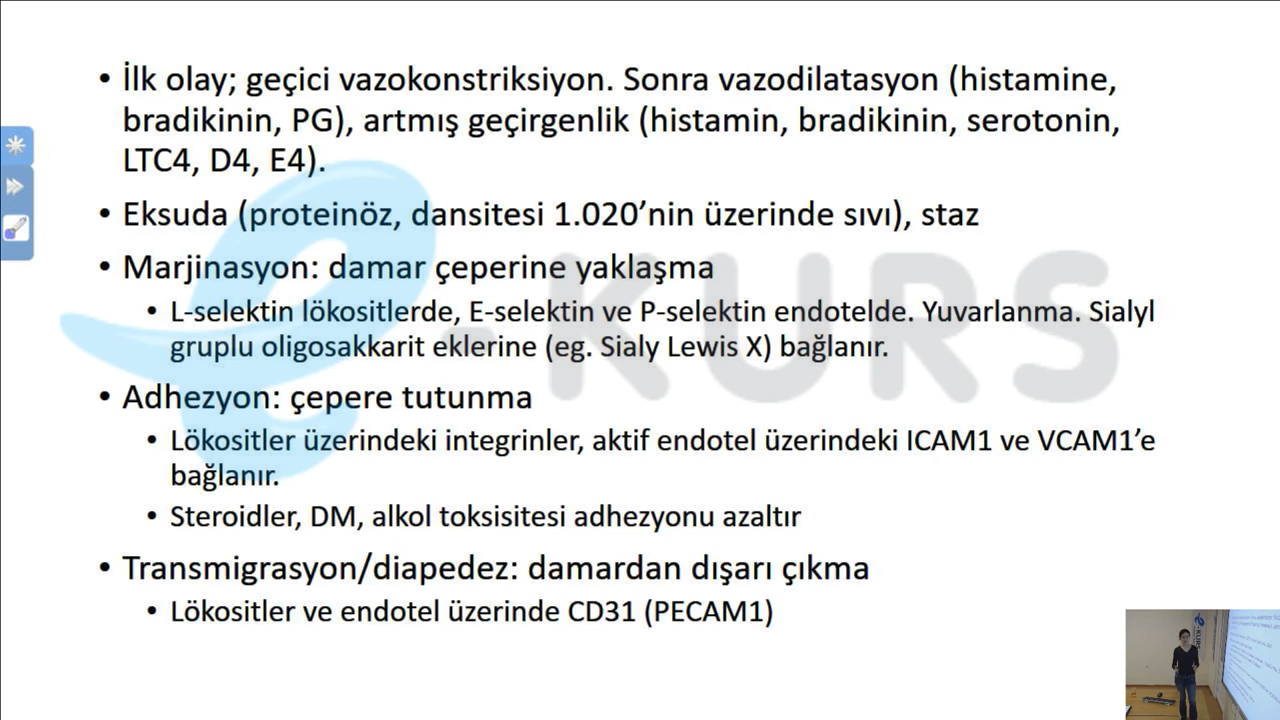 • İlk olay; geçici vazokonstriksiyon. Sonra vazodilatasyon (histamine,
bradikinin, PG), artmış geçirgenlik (histamin, bradikinin, serotonin,
LTC4, D4, E4).
• Eksuda (proteinöz, dansitesi 1.020’nin üzerinde sıvı), staz
• Marjinasyon: damar çeperine yaklaşma
• L-selektin lökositlerde, E-selektin ve P-selektin endotelde. Yuvarlanma. Sialyl
gruplu oligosakkarit eklerine (eg. Sialy Lewis X) bağlanır.
• Adhezyon: çepere tutunma
• Lökositler üzerindeki integrinler, aktif endotel üzerindeki ICAM1 ve VCAM1’e
bağlanır.
• Steroidler, DM, alkol toksisitesi adhezyonu azaltır
• Transmigrasyon/diapedez: damardan dışarı çıkma
• Lökositler ve endotel üzerinde CD31 (PECAM1)
e-KURS